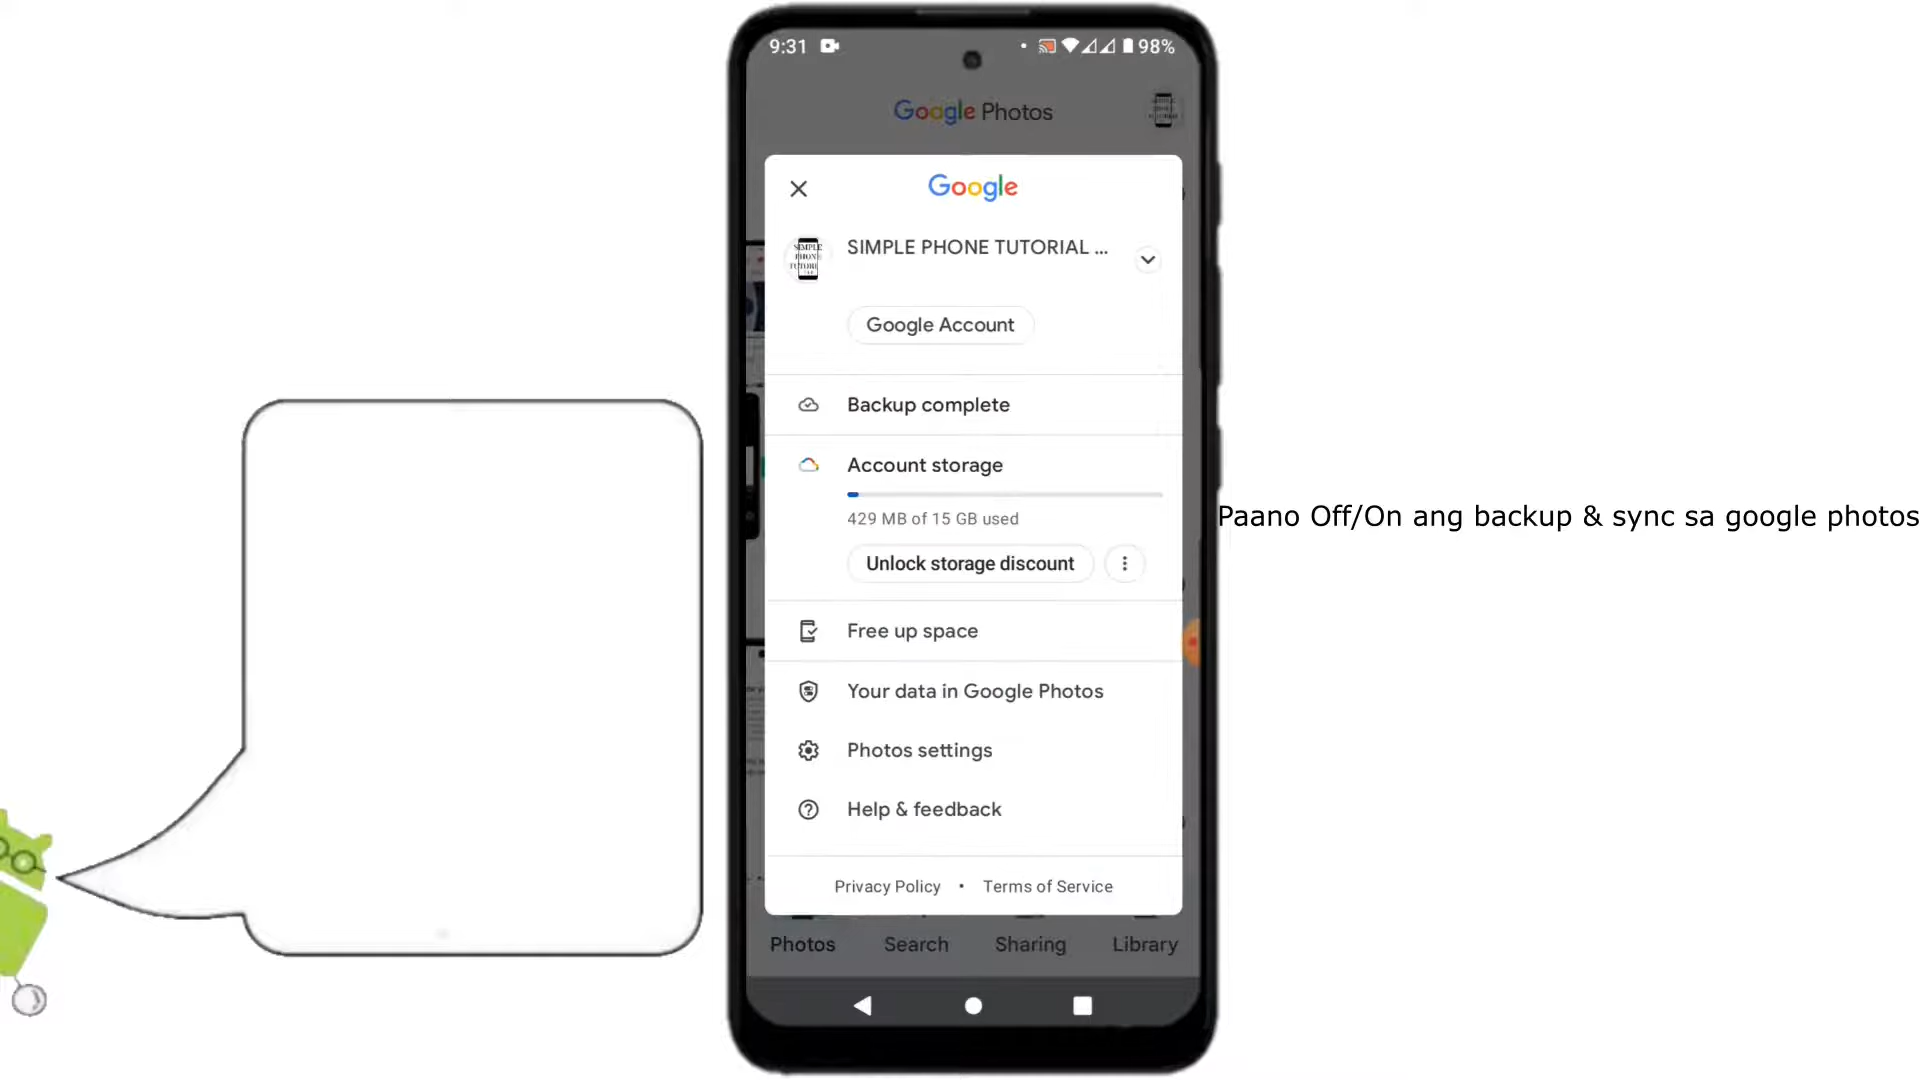 9:31
98%
Google Photos
Google
SIMPLE PHONE TUTORIAL ...
Google Account
Backup complete
Account storage
429 MB of 15 GB used
Unlock storage discount
Free up space
Your data in Google Photos
Photos settings
Help & feedback
Privacy Policy • Terms of Service
Photos Search Sharing Library
Paano Off/On ang backup & sync sa google photos